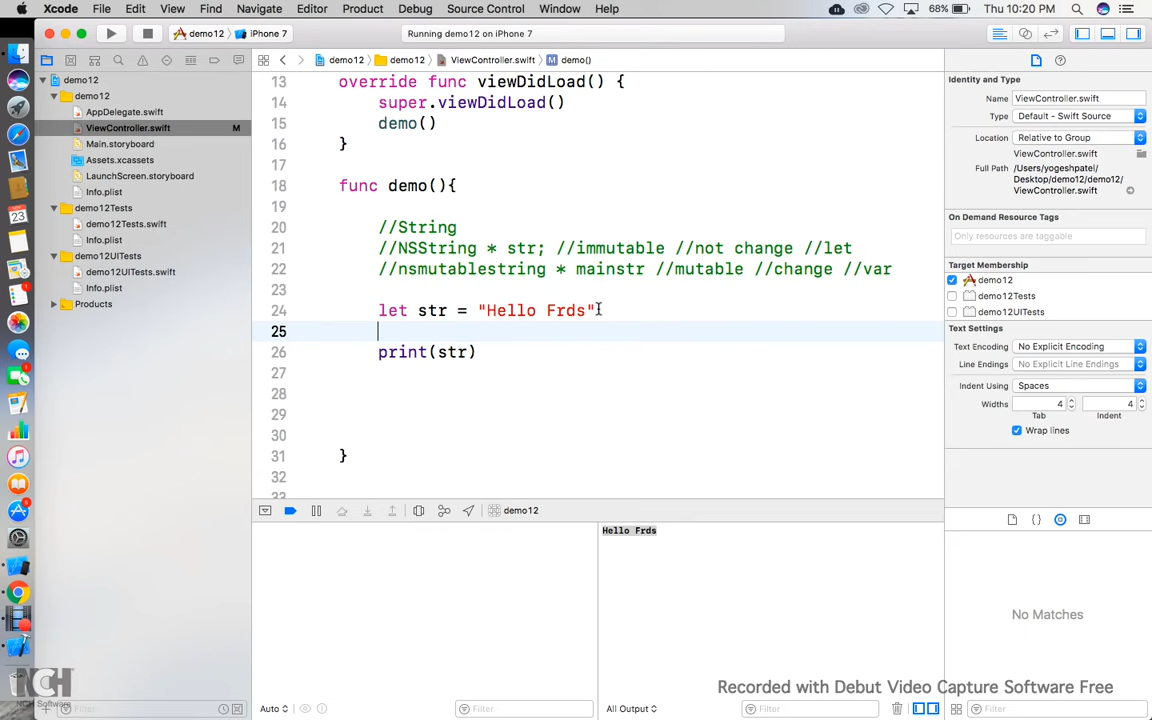 Xcode File Edit View Find Navigate Editor Product Debug Source Control Window Help 68% Thu 10:20 PM
demo12 iPhone 7 Running demo12 on iPhone 7
demo12 demo12 ViewController.swift M demo()
demo12
demo12
AppDelegate.swift
ViewController.swift M
Main.storyboard
Assets.xcassets
LaunchScreen.storyboard
Info.plist
demo12Tests
demo12Tests.swift
Info.plist
demo12UITests
demo12UITests.swift
Info.plist
Products
13 override func viewDidLoad() {
14 super.viewDidLoad()
15 demo()
16 }
17
18 func demo(){
19
20 //String
21 //NSString * str; //immutable //not change //let
22 //nsmutablestring * mainstr //mutable //change //var
23
24 let str = "Hello Frds"
25
26 print(str)
27
28
29
30
31 }
32
33
demo12
Hello Frds
Auto Filter All Output Filter
Filter
Identity and Type
Name ViewController.swift
Type Default - Swift Source
Location Relative to Group
ViewController.swift
Full Path /Users/yogeshpatel/
Desktop/demo12/demo12/
ViewController.swift
On Demand Resource Tags
Only resources are taggable
Target Membership
demo12
demo12Tests
demo12UITests
Text Settings
Text Encoding No Explicit Encoding
Line Endings No Explicit Line Endings
Indent Using Spaces
Widths 4 4
Tab Indent
Wrap lines
No Matches
Filter
NCH
NCH Software
Recorded with Debut Video Capture Software Free